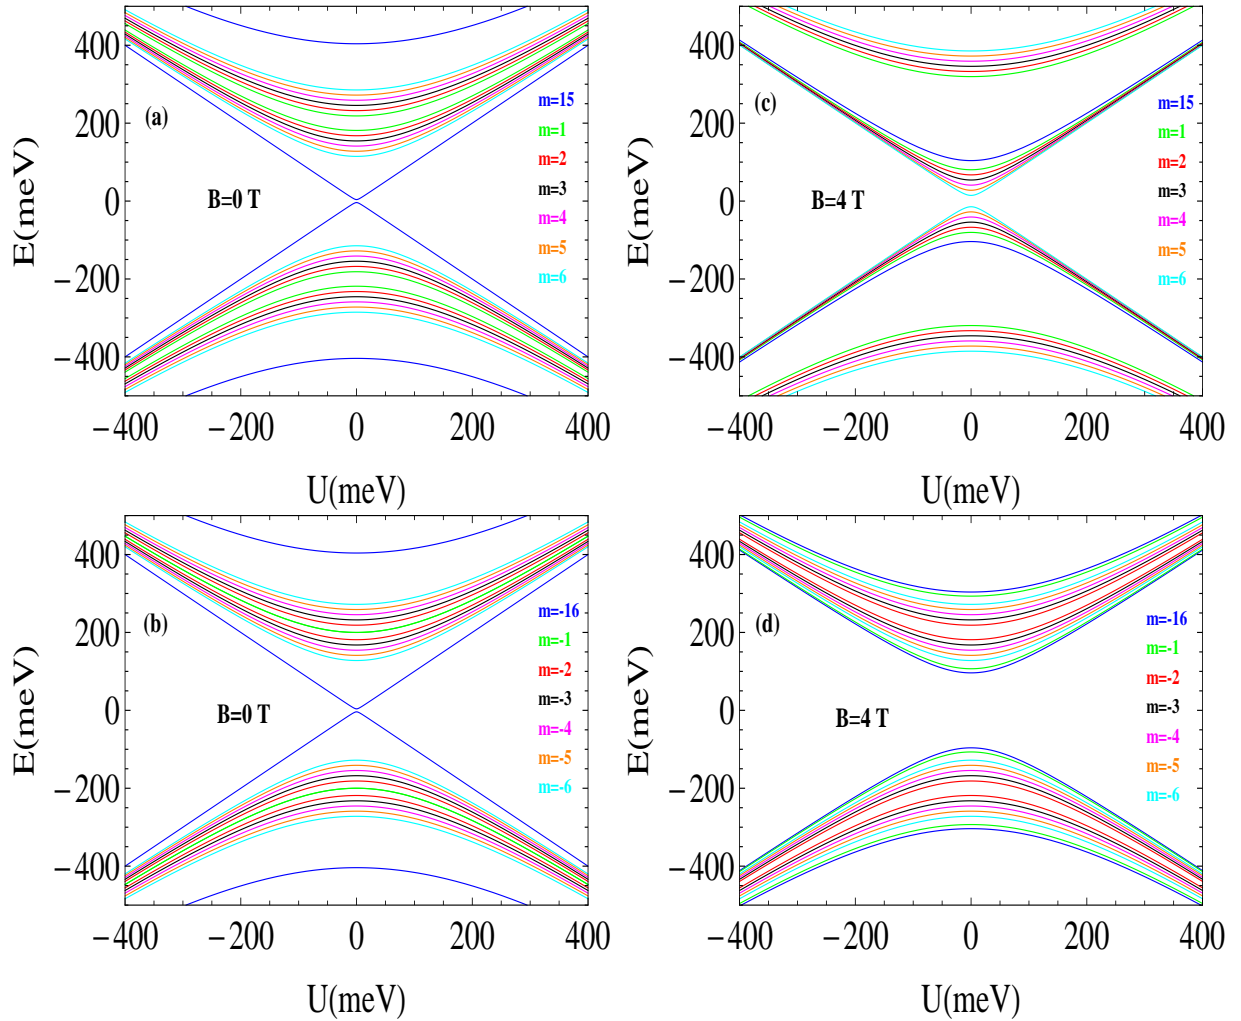 (a)
B=0 T
m=15
m=1
m=2
m=3
m=4
m=5
m=6
E(meV)
400
200
0
−200
−400
−400
−200
0
200
400
U(meV)
(c)
B=4 T
m=15
m=1
m=2
m=3
m=4
m=5
m=6
E(meV)
400
200
0
−200
−400
−400
−200
0
200
400
U(meV)
(b)
B=0 T
m=-16
m=-1
m=-2
m=-3
m=-4
m=-5
m=-6
E(meV)
400
200
0
−200
−400
−400
−200
0
200
400
U(meV)
(d)
B=4 T
m=-16
m=-1
m=-2
m=-3
m=-4
m=-5
m=-6
E(meV)
400
200
0
−200
−400
−400
−200
0
200
400
U(meV)